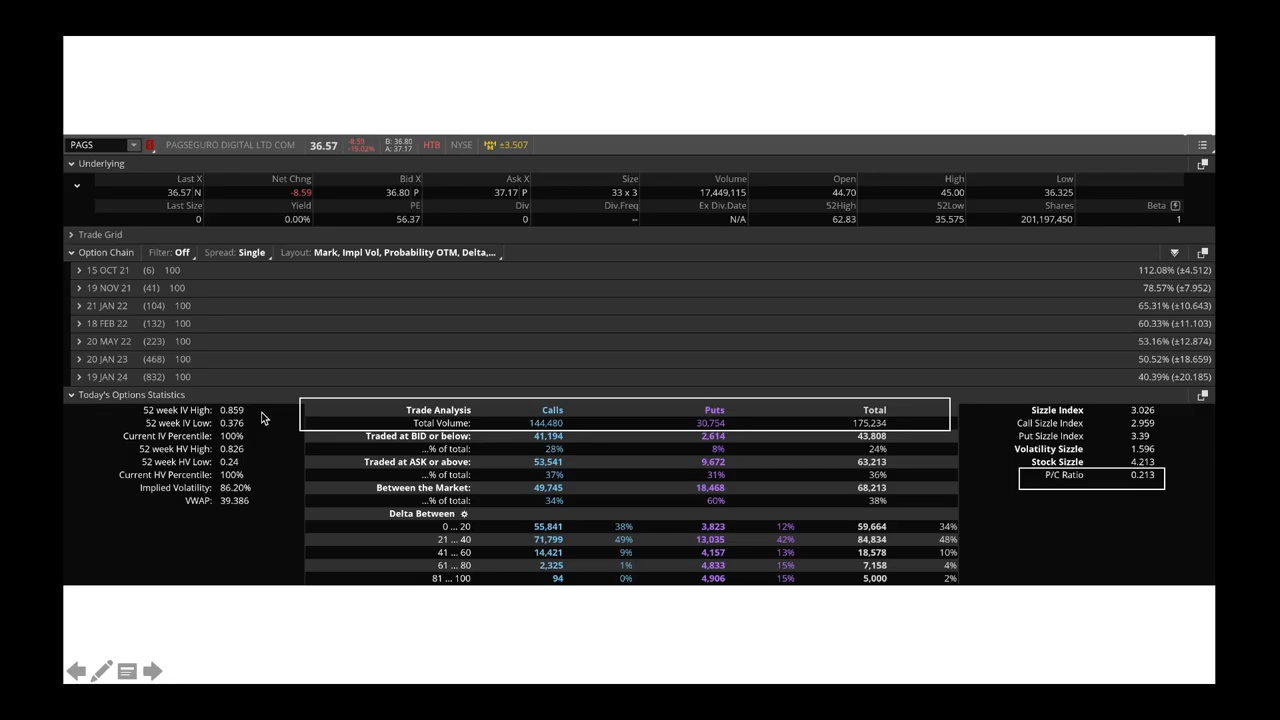 PAGS PAGSEGURO DIGITAL LTD COM 36.57 -8.59 -19.02% B: 36.80 A: 37.17 HTB NYSE ±3.507
Underlying
Last X Net Chng Bid X Ask X Size Volume Open High Low
36.57 N -8.59 36.80 P 37.17 P 33 x 3 17,449,115 44.70 45.00 36.325
Last Size Yield PE Div Div.Freq Ex Div.Date 52High 52Low Shares Beta
0 0.00% 56.37 0 -- N/A 62.83 35.575 201,197,450 1
Trade Grid
Option Chain Filter: Off Spread: Single Layout: Mark, Impl Vol, Probability OTM, Delta,...
15 OCT 21 (6) 100 112.08% (±4.512)
19 NOV 21 (41) 100 78.57% (±7.952)
21 JAN 22 (104) 100 65.31% (±10.643)
18 FEB 22 (132) 100 60.33% (±11.103)
20 MAY 22 (223) 100 53.16% (±12.874)
20 JAN 23 (468) 100 50.52% (±18.659)
19 JAN 24 (832) 100 40.39% (±20.185)
Today's Options Statistics
52 week IV High: 0.859 Trade Analysis Calls Puts Total Sizzle Index 3.026
52 week IV Low: 0.376 Total Volume: 144,480 30,754 175,234 Call Sizzle Index 2.959
Current IV Percentile: 100% Traded at BID or below: 41,194 2,614 43,808 Put Sizzle Index 3.39
52 week HV High: 0.826 ...% of total: 28% 8% 24% Volatility Sizzle 1.596
52 week HV Low: 0.24 Traded at ASK or above: 53,541 9,672 63,213 Stock Sizzle 4.213
Current HV Percentile: 100% ...% of total: 37% 31% 36% P/C Ratio 0.213
Implied Volatility: 86.20% Between the Market: 49,745 18,468 68,213
VWAP: 39.386 ...% of total: 34% 60% 38%
Delta Between
0 ... 20 55,841 38% 3,823 12% 59,664 34%
21 ... 40 71,799 49% 13,035 42% 84,834 48%
41 ... 60 14,421 9% 4,157 13% 18,578 10%
61 ... 80 2,325 1% 4,833 15% 7,158 4%
81 ... 100 94 0% 4,906 15% 5,000 2%